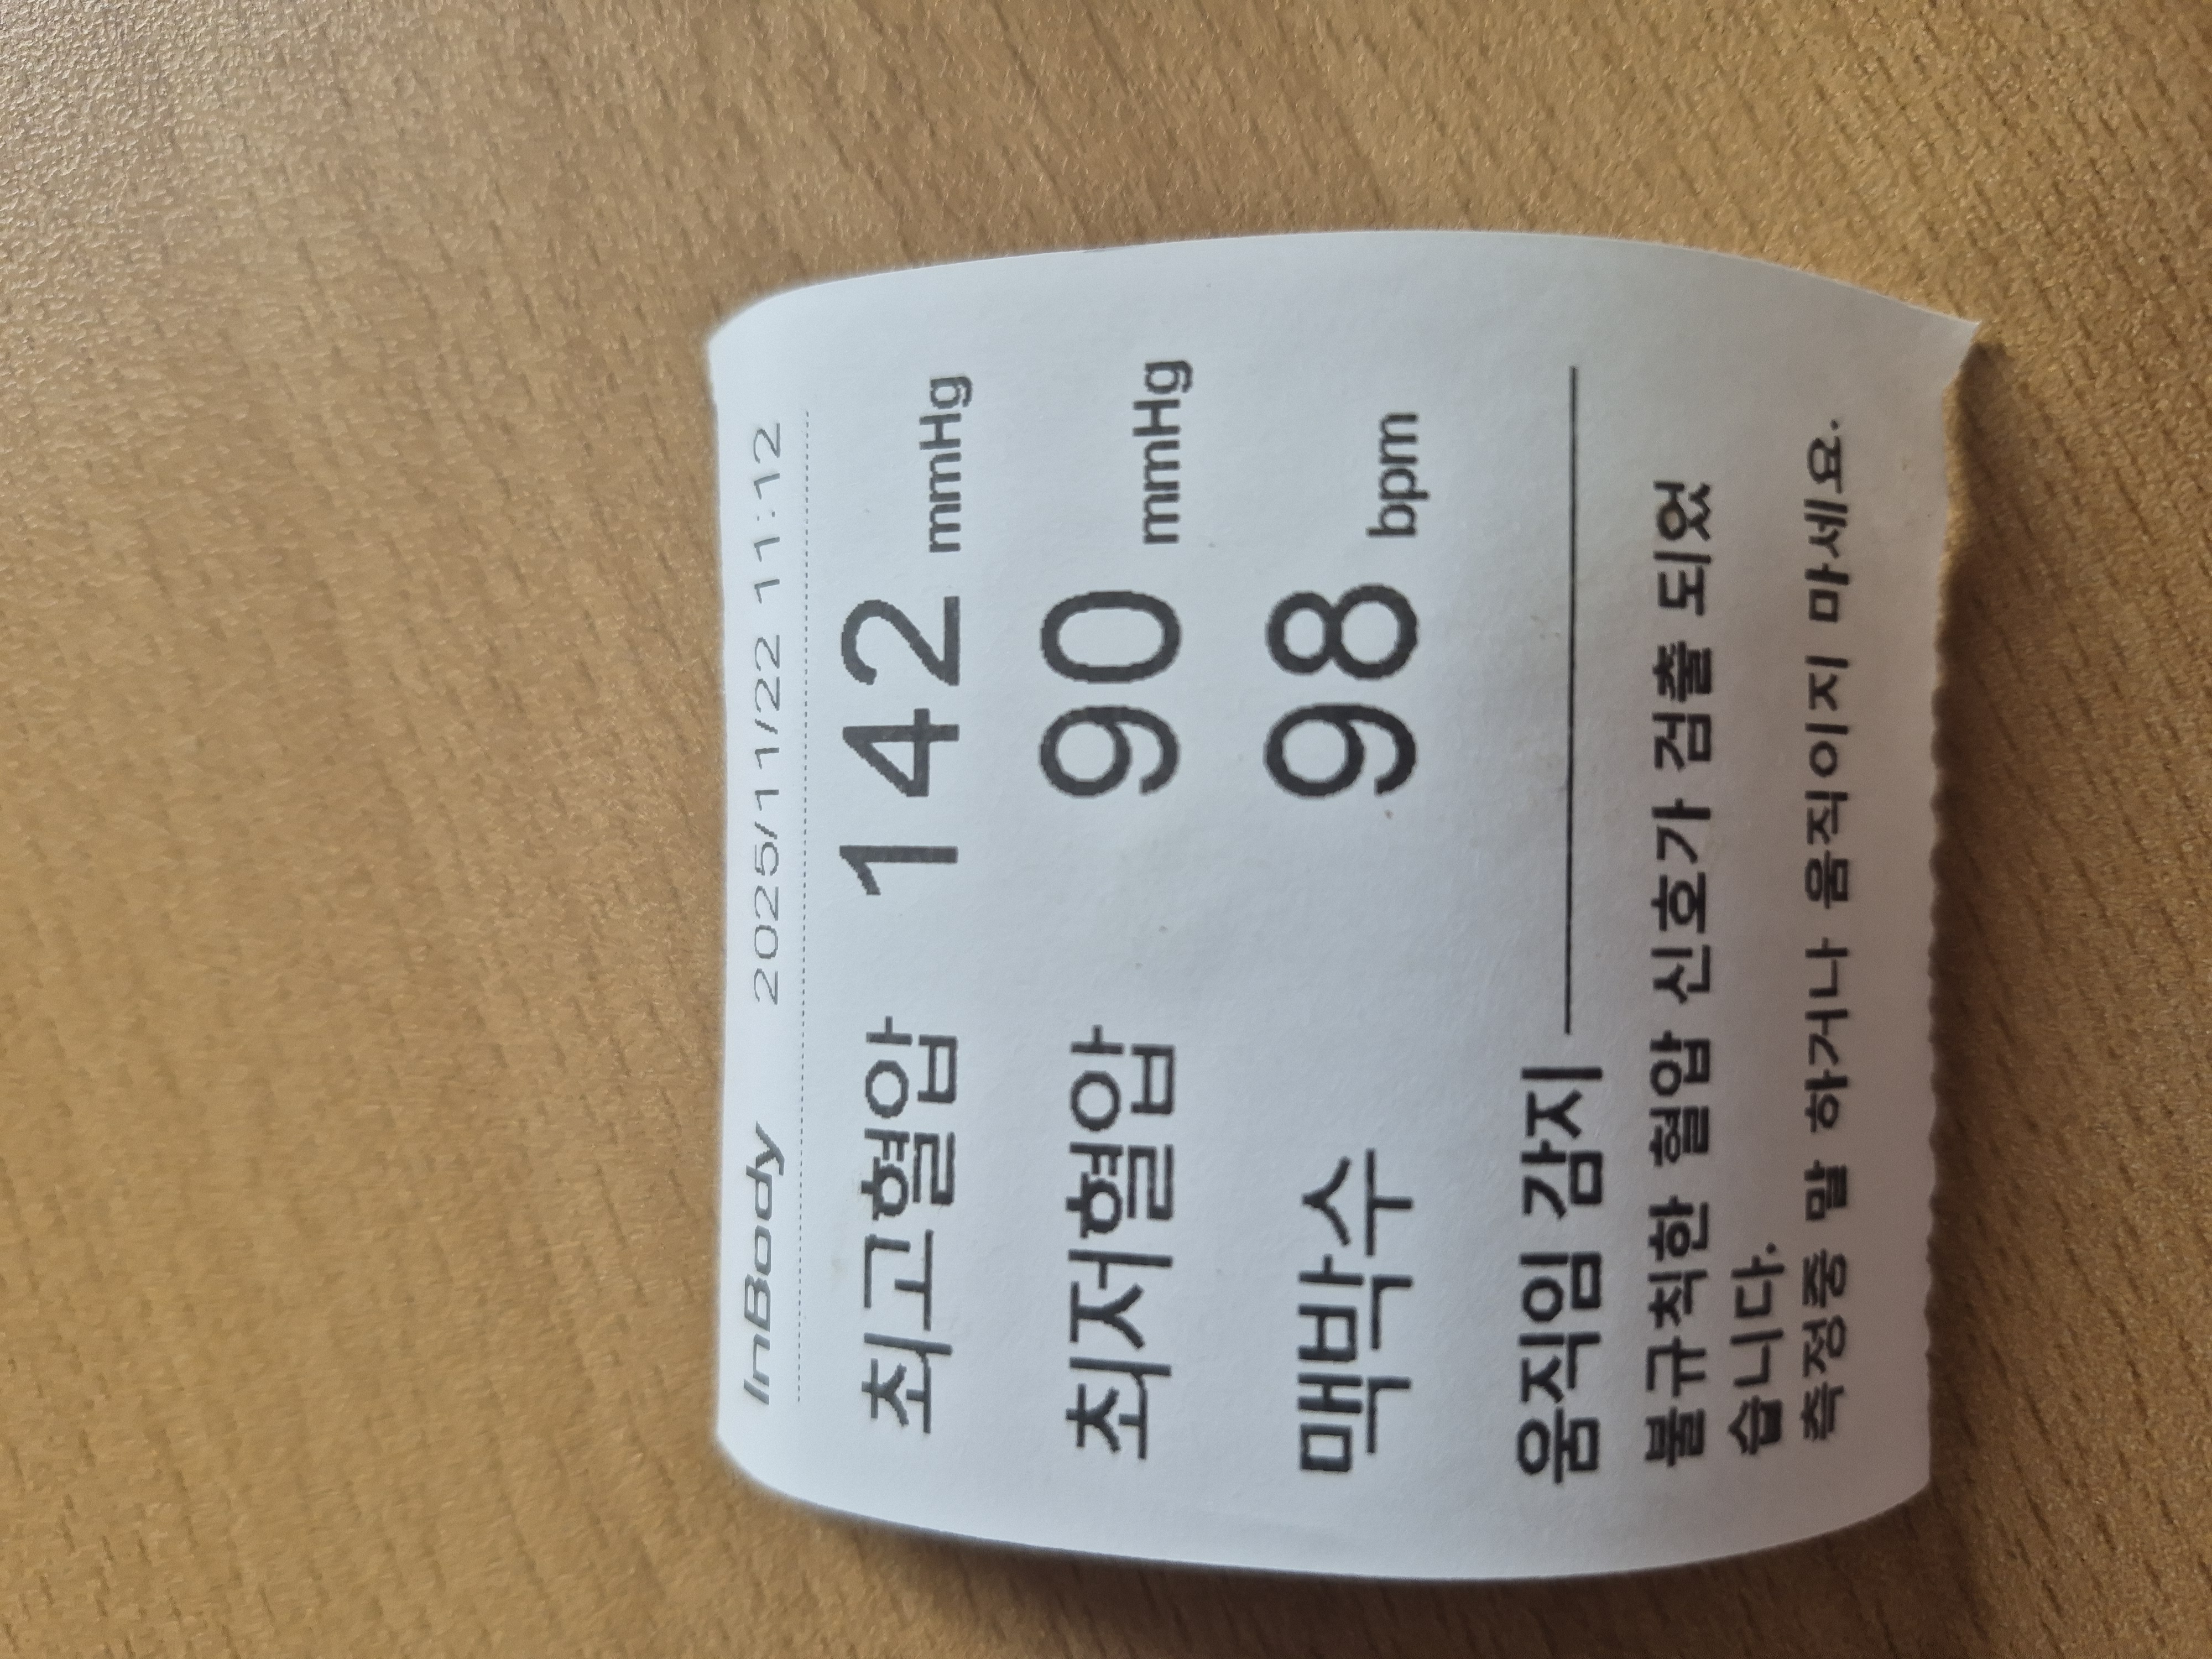 InBody 2025/11/22 11:12
최고혈압 142 mmHg
최저혈압 90 mmHg
맥박수 98 bpm
움직임 감지
불규칙한 혈압 신호가 검출 되었
습니다.
측정중 말 하거나 움직이지 마세요.